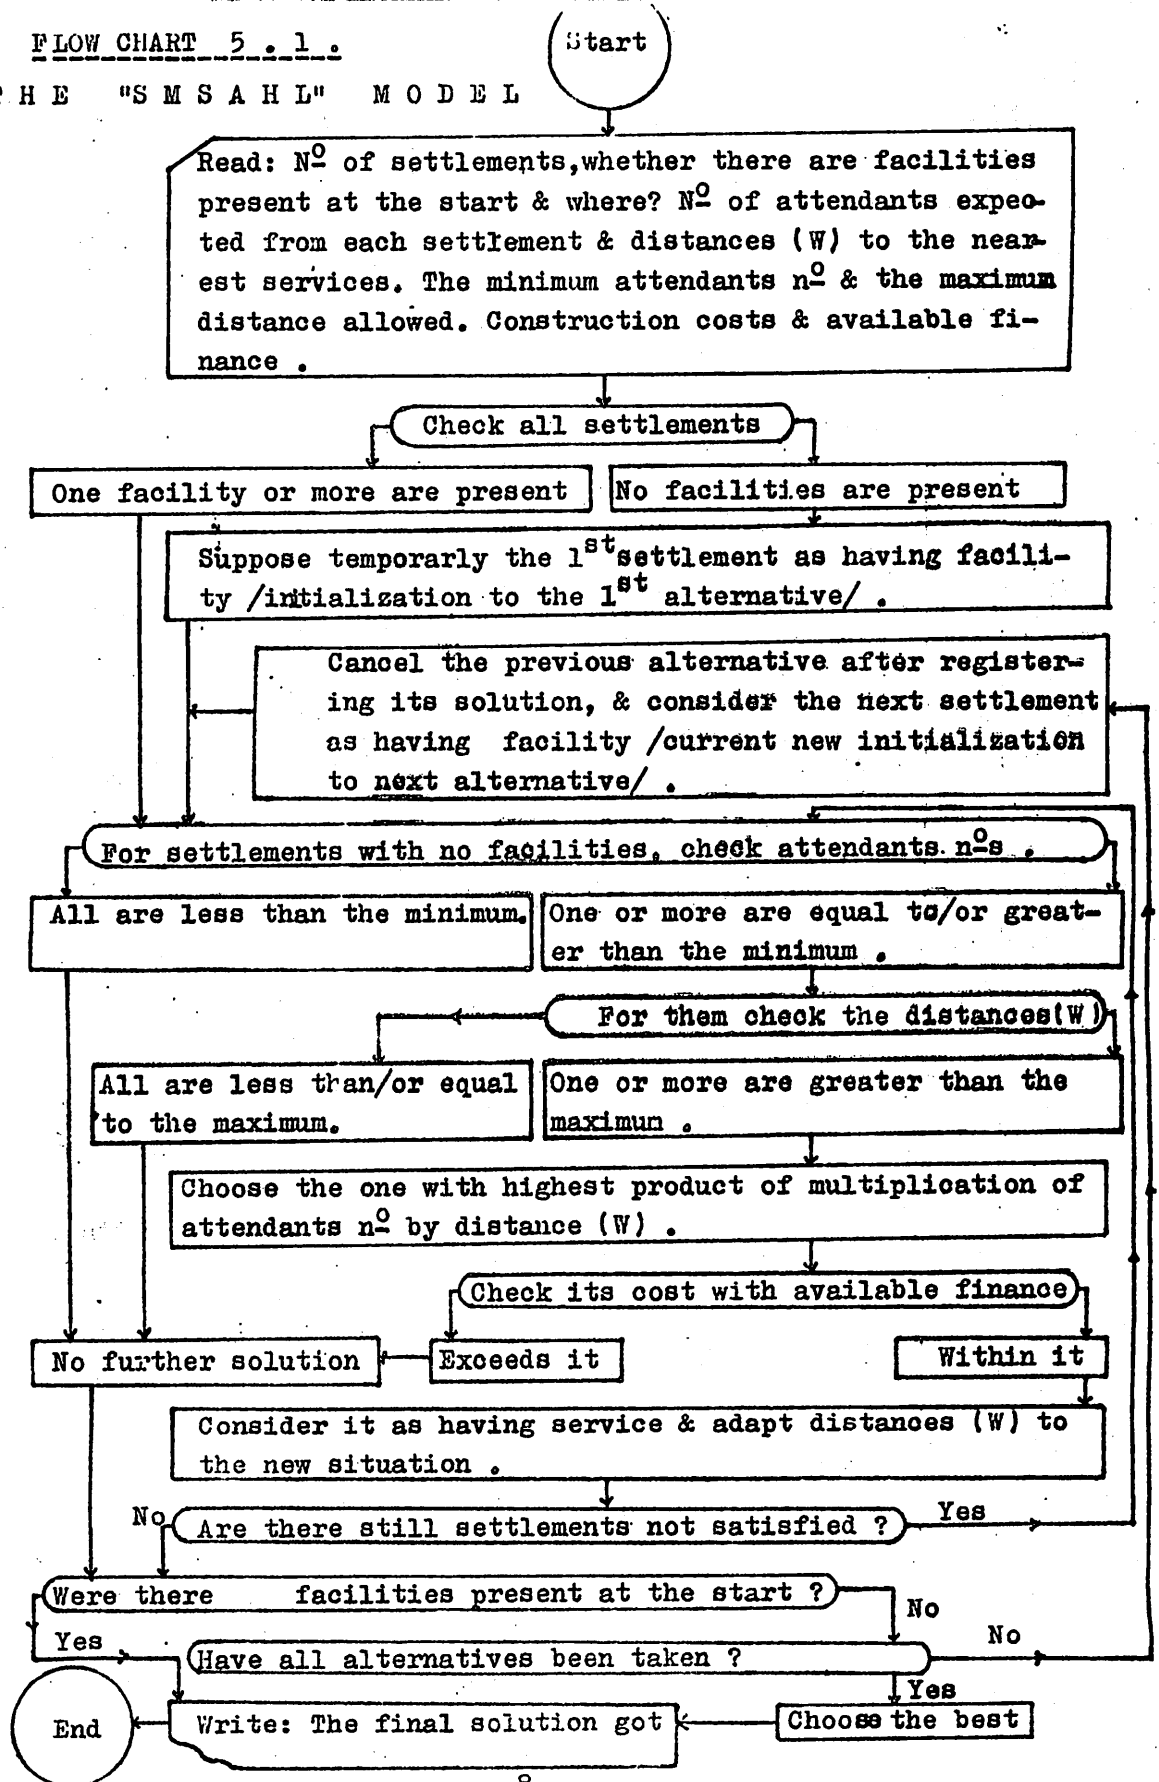 FLOW CHART 5.1.
Start
HE "SMSAHL" MODEL
Read: Nº of settlements,whether there are facilities
present at the start & where? Nº of attendants expec-
ted from each settlement & distances (W) to the near-
est services. The minimum attendants nº & the maximum
distance allowed. Construction costs & available fi-
nance .
Check all settlements
One facility or more are present
No facilities are present
Suppose temporarly the 1st settlement as having facili-
ty /initialization to the 1st alternative/ .
Cancel the previous alternative after register-
ing its solution, & consider the next settlement
as having facility /current new initialization
to next alternative/ .
For settlements with no facilities, check attendants nºs .
All are less than the minimum.
One or more are equal to/or great-
er than the minimum .
For them check the distances(W)
All are less than/or equal
to the maximum.
One or more are greater than the
maximum .
Choose the one with highest product of multiplication of
attendants nº by distance (W) .
Check its cost with available finance
No further solution
Exceeds it
Within it
Consider it as having service & adapt distances (W) to
the new situation .
No
Are there still settlements not satisfied ?
Yes
Were there facilities present at the start ?
No
Yes
Have all alternatives been taken ?
No
Yes
End
Write: The final solution got
Choose the best